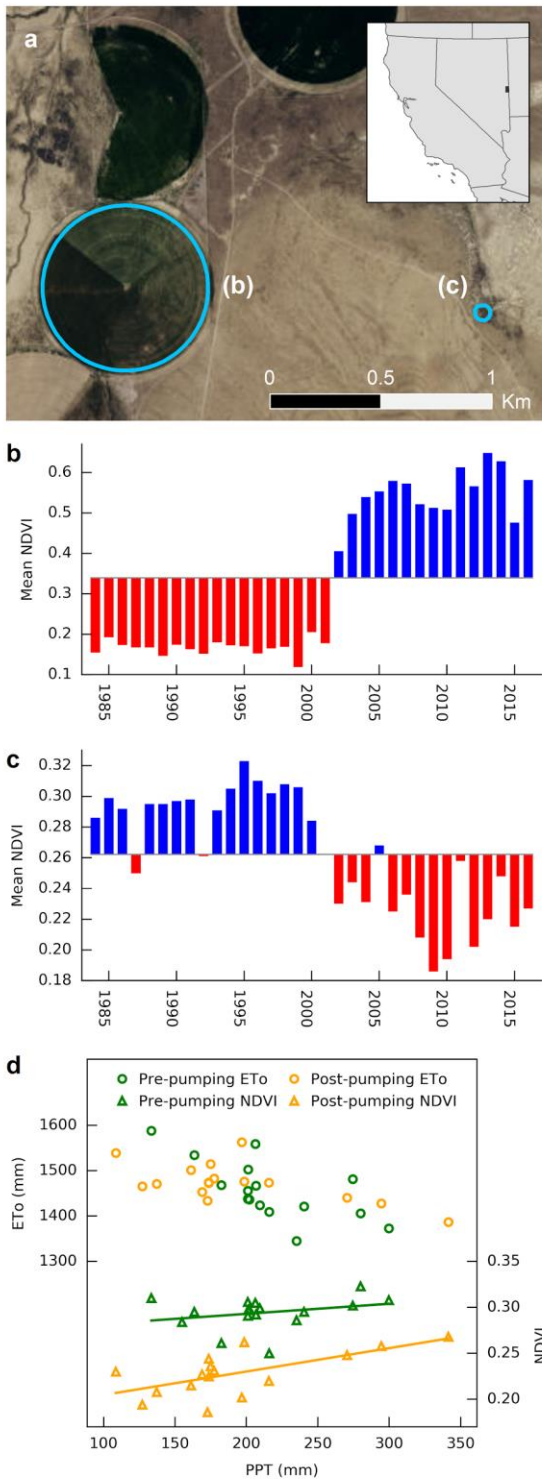 a
(b)
(c)
0 0.5 1
Km
b
Mean NDVI
0.6
0.5
0.4
0.3
0.2
0.1
1985 1990 1995 2000 2005 2010 2015
c
Mean NDVI
0.32
0.30
0.28
0.26
0.24
0.22
0.20
0.18
1985 1990 1995 2000 2005 2010 2015
d
Pre-pumping ETo Post-pumping ETo
Pre-pumping NDVI Post-pumping NDVI
ETo (mm)
1600
1500
1400
1300
0.35
0.30
0.25
0.20
NDVI
100 150 200 250 300 350
PPT (mm)